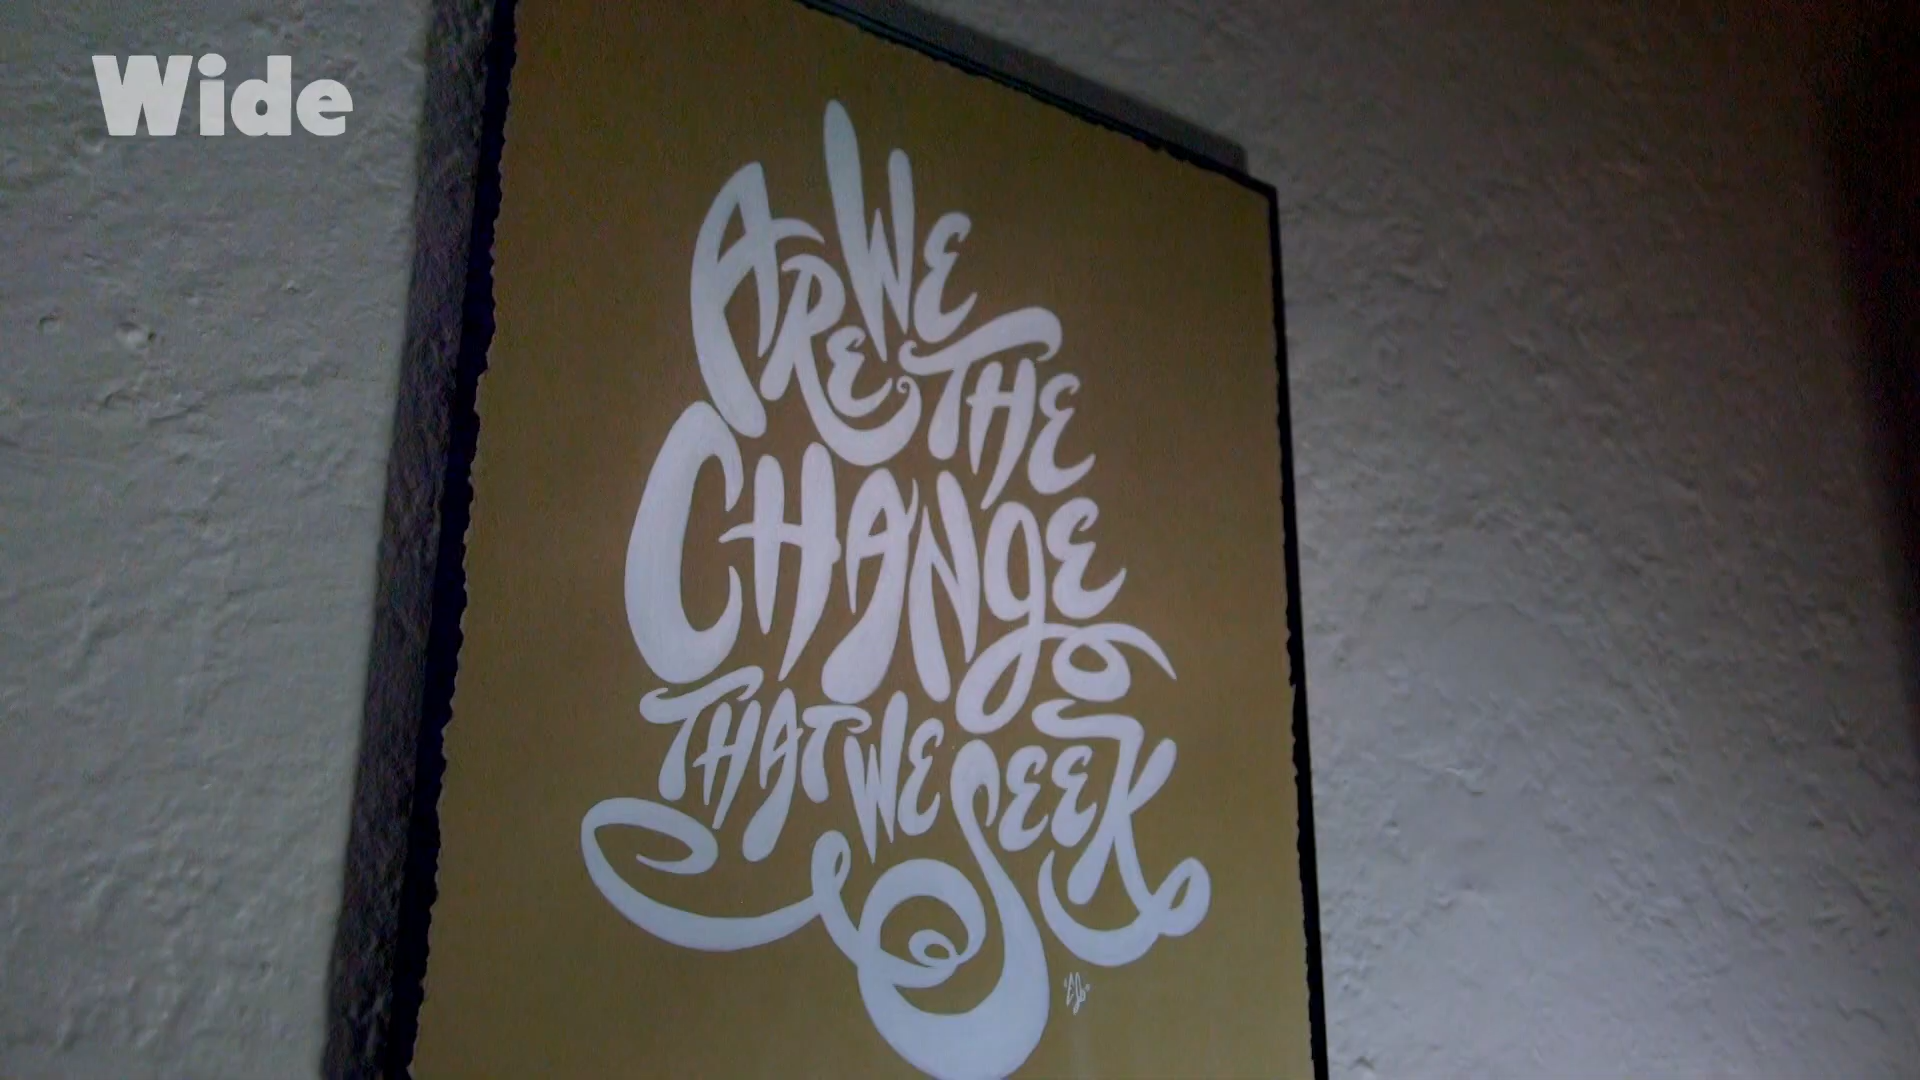 Wide
ARE WE
THE
CHANGE
THAT WE SEEK